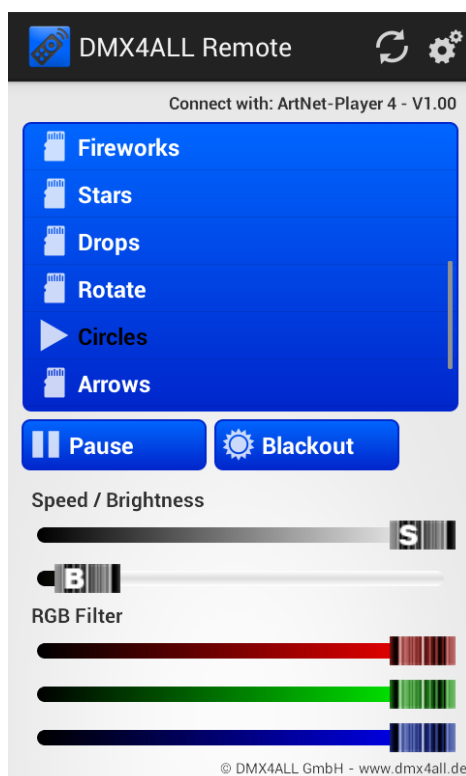 DMX4ALL Remote
Connect with: ArtNet-Player 4 - V1.00
Fireworks
Stars
Drops
Rotate
Circles
Arrows
Pause
Blackout
Speed / Brightness
S
B
RGB Filter
© DMX4ALL GmbH - www.dmx4all.de